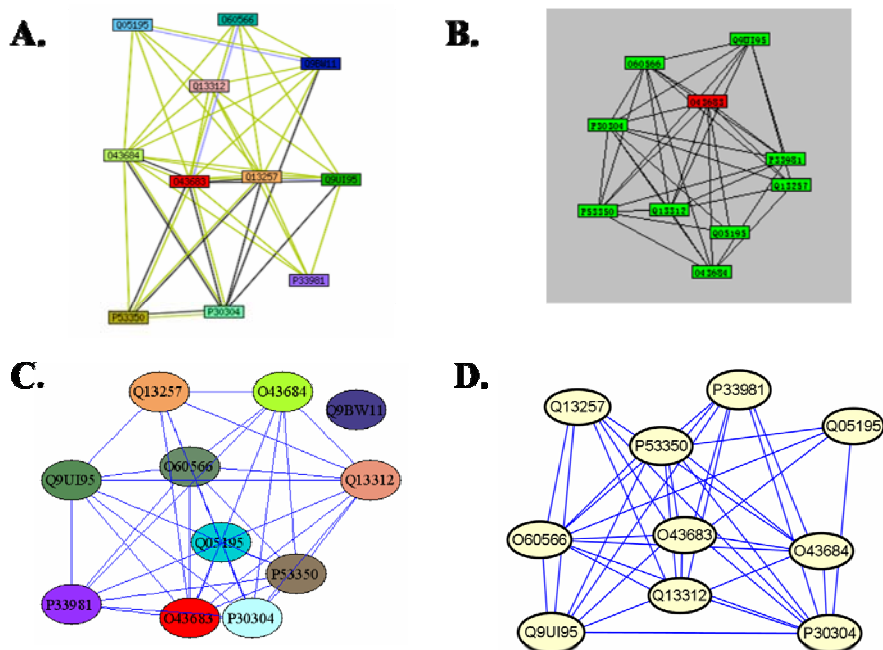 A.
Q05195
O60566
Q9BW11
Q13312
O43684
O43683
Q13257
Q9UI95
P33981
P53350
P30304
B.
Q9UI95
O60566
O43683
P30304
P33981
Q13257
P53350
Q13312
Q05195
O43684
C.
Q13257
O43684
Q9BW11
O60566
Q9UI95
Q13312
Q05195
P53350
P33981
O43683
P30304
D.
P33981
Q13257
Q05195
P53350
O60566
O43683
O43684
Q13312
Q9UI95
P30304